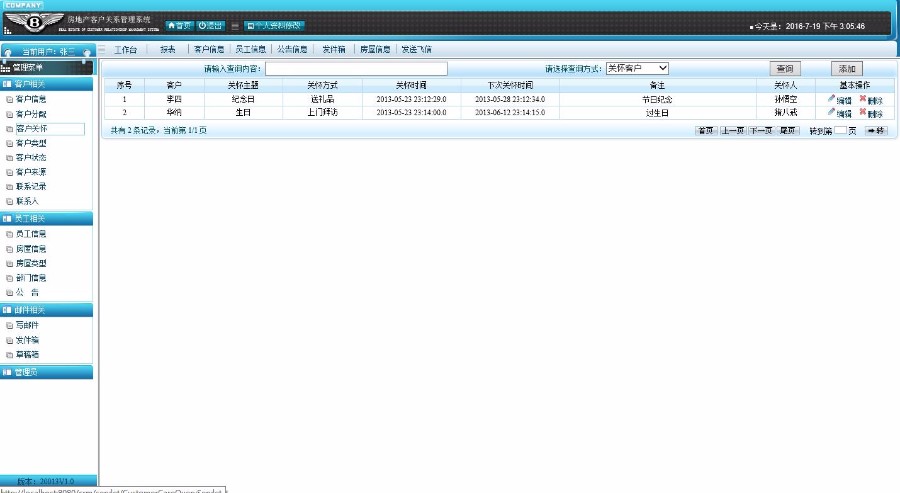 COMPANY
房地产客户关系管理系统
REAL ESTATE OF CUSTOMER RELATIONSHIP MANAGEMENT SYSTEM
首页 退出 个人资料修改
今天是： 2016-7-19 下午 3:05:46
当前用户：张三
工作台 报表 客户信息 员工信息 公告信息 发件箱 房屋信息 发送飞信
管理菜单
请输入查询内容： 请选择查询方式： 关怀客户 查询 添加
客户相关
客户信息
客户分配
客户关怀
客户类型
客户状态
客户来源
联系记录
联系人
序号 客户 关怀主题 关怀方式 关怀时间 下次关怀时间 备注 关怀人 基本操作
1 李四 纪念日 送礼品 2013-05-23 23:12:29.0 2013-05-28 23:12:34.0 节日纪念 孙悟空 编辑 删除
2 华纳 生日 上门拜访 2013-05-23 23:14:00.0 2013-06-12 23:14:15.0 过生日 猪八戒 编辑 删除
共有 2 条记录，当前第 1/1 页 首页 上一页 下一页 尾页 转到第 页 转
员工相关
员工信息
房屋信息
房屋类型
部门信息
公 告
邮件相关
写邮件
发件箱
草稿箱
管理员
版本：20013V1.0
http://localhost:8080/crm/servlet/CustomerCareQueryServlet